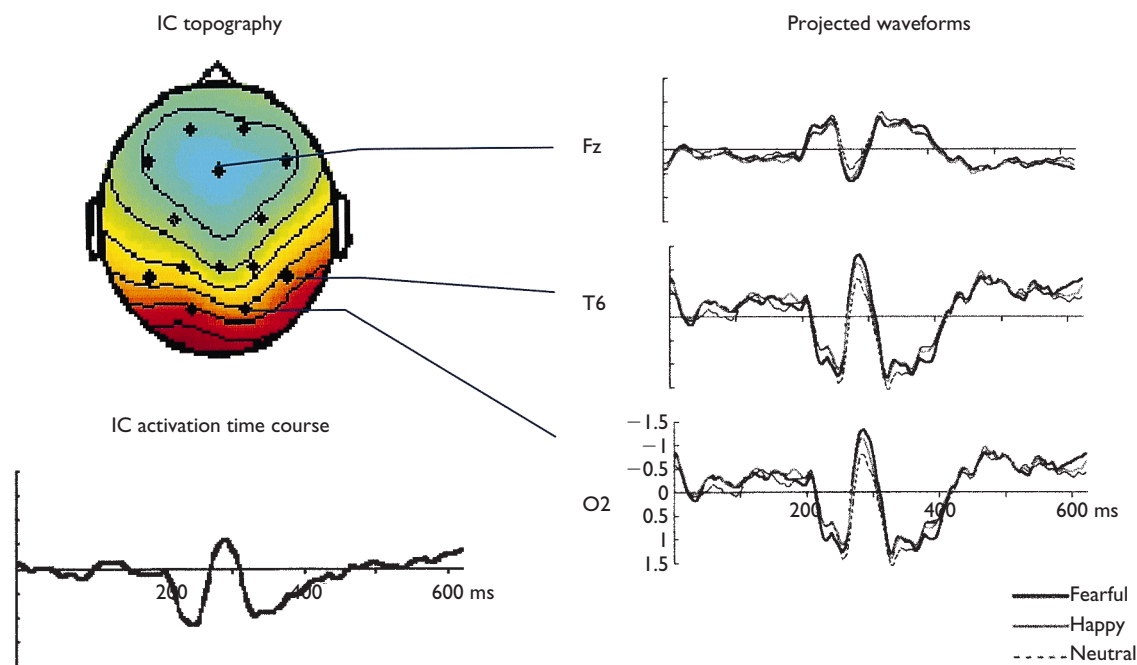 IC topography
Projected waveforms
Fz
T6
IC activation time course
−1.5
−1
−0.5
0
0.5
1
1.5
O2
200 300 400 600 ms
200 400 600 ms
Fearful
Happy
Neutral